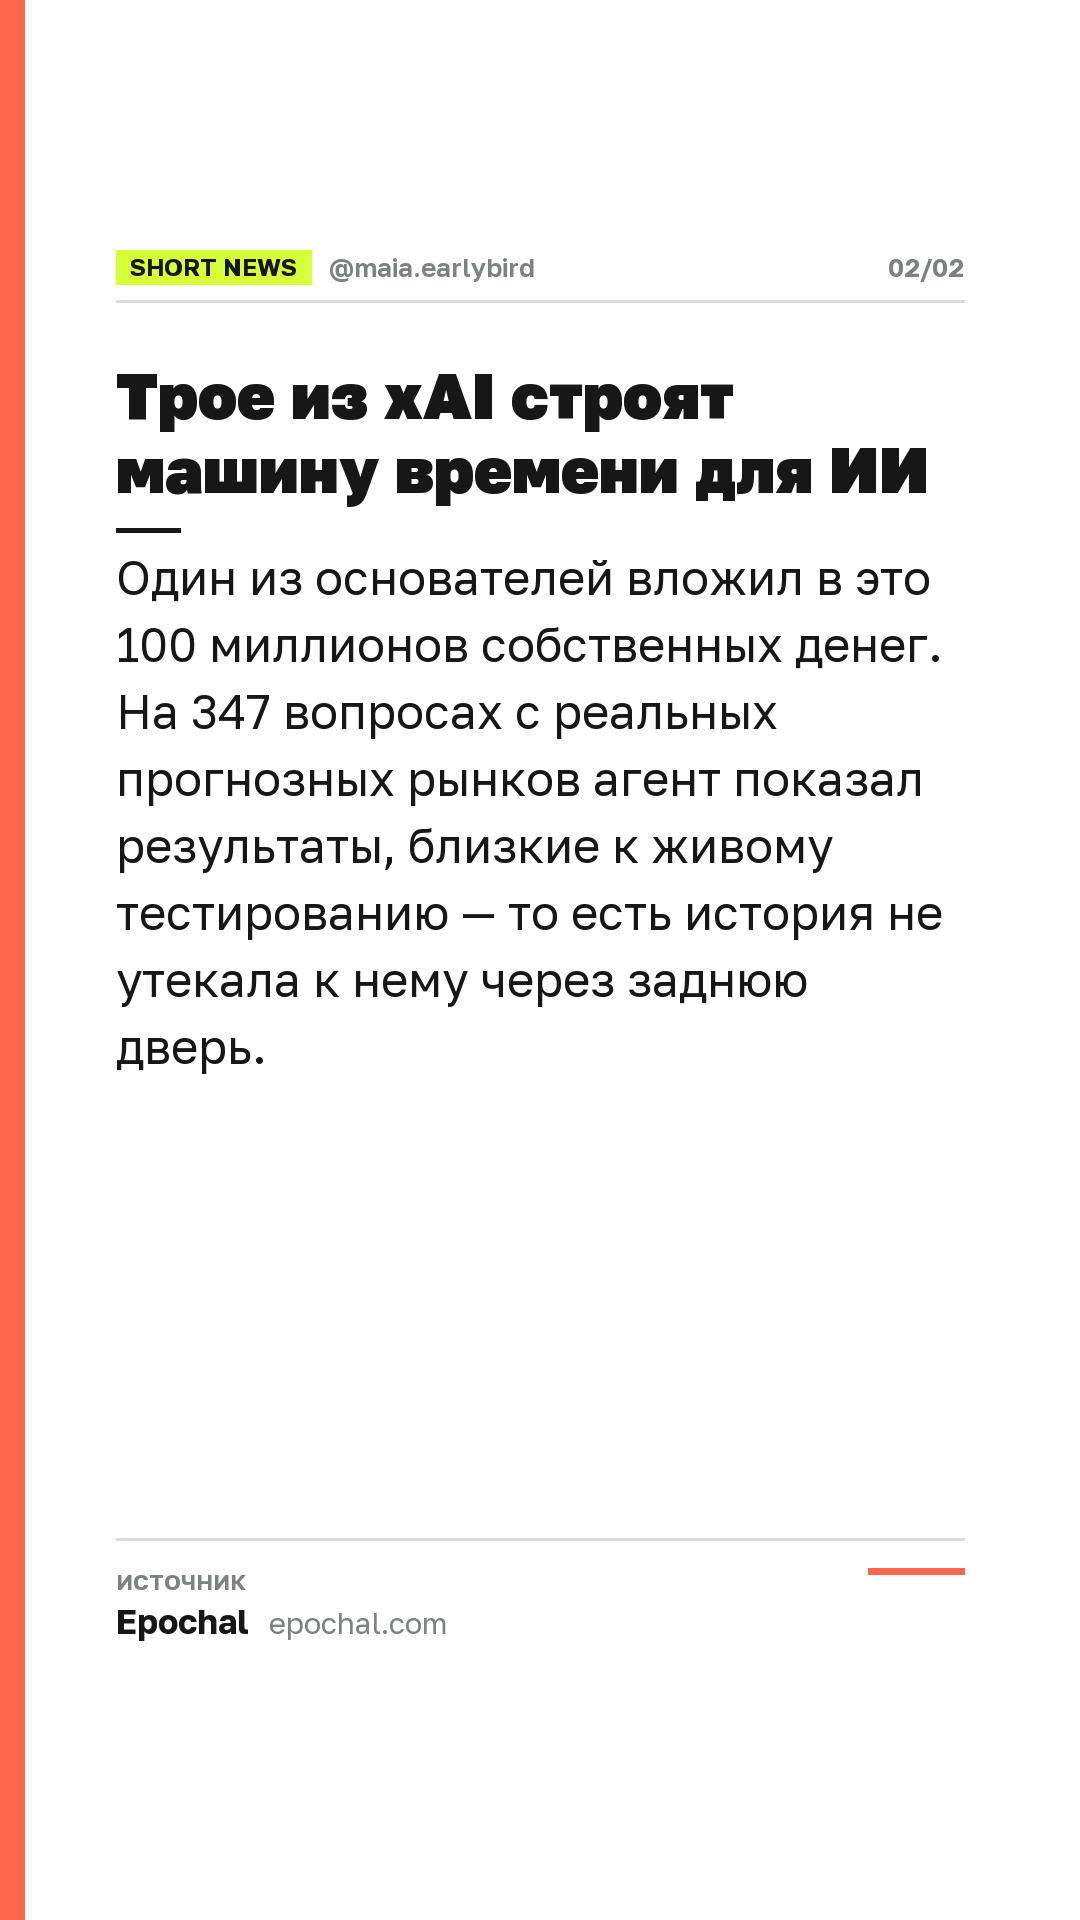 SHORT NEWS @maia.earlybird 02/02
Трое из xAI строят
машину времени для ИИ
Один из основателей вложил в это
100 миллионов собственных денег.
На 347 вопросах с реальных
прогнозных рынков агент показал
результаты, близкие к живому
тестированию — то есть история не
утекала к нему через заднюю
дверь.
источник
Epochal epochal.com